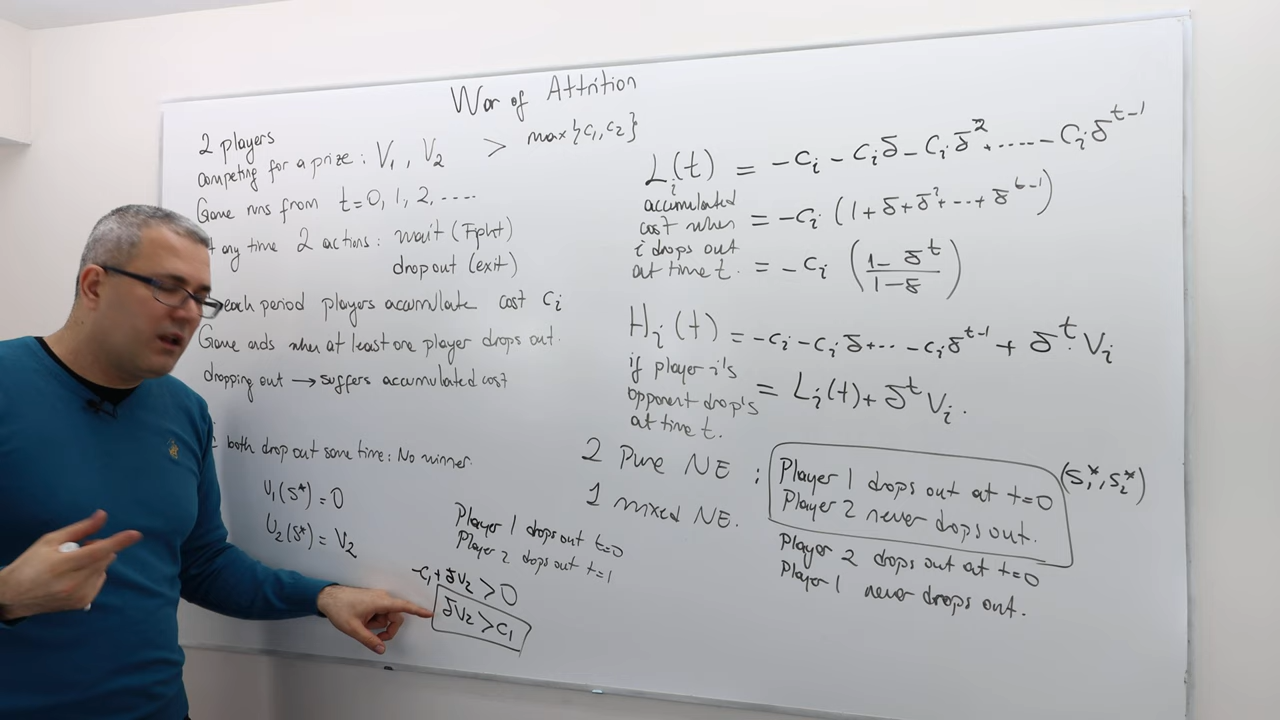 War of Attrition
2 players
competing for a prize: V₁, V₂ > max{c₁, c₂}
Game runs from t=0, 1, 2, ....
t any time 2 actions: wait (Fight)
drop out (exit)
each period players accumulate cost Cᵢ
Game ends when at least one player drops out.
dropping out → suffers accumulated cost
both drop out same time: No winner.
U₁(s*) = 0
U₂(s*) = V₂
Player 1 drops out t=0
Player 2 drops out t=1
-c₁ + δV₂ > 0
δV₂ > c₁
Lᵢ(t) = -cᵢ - cᵢδ - cᵢδ² ..... - cᵢδᵗ⁻¹
accumulated cost when i drops out at time t.
= -cᵢ (1+δ+δ²+...+δᵗ⁻¹)
= -cᵢ ((1-δᵗ)/(1-δ))
Hᵢ(t) = -cᵢ - cᵢδ+... - cᵢδᵗ⁻¹ + δᵗ.Vᵢ
if player i's opponent drop's at time t.
= Lᵢ(t) + δᵗVᵢ.
2 Pure NE :
1 mixed NE.
Player 1 drops out at t=0
Player 2 never drops out.
(s₁*, s₂*)
Player 2 drops out at t=0
Player 1 never drops out.